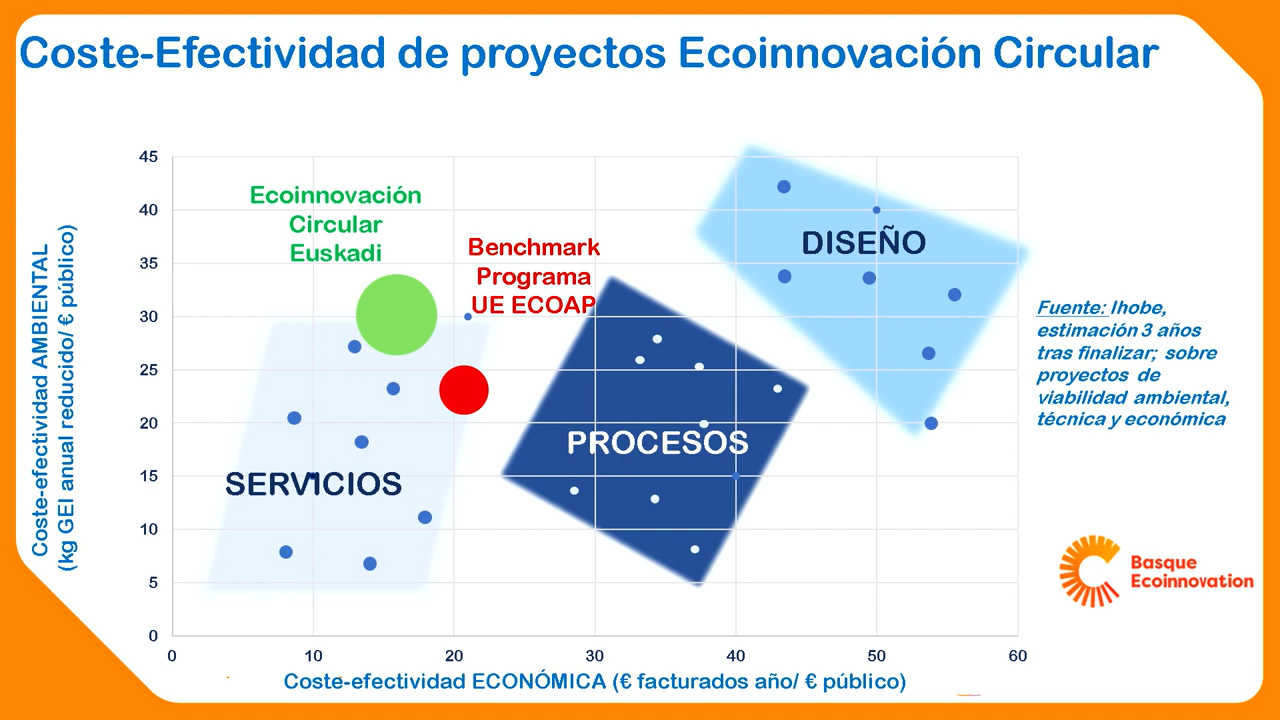 Coste-Efectividad de proyectos Ecoinnovación Circular
Coste-efectividad AMBIENTAL
(kg GEI anual reducido/ € público)
45
40
35
30
25
20
15
10
5
0
Ecoinnovación
Circular
Euskadi
Benchmark
Programa
UE ECOAP
DISEÑO
PROCESOS
SERVICIOS
0 10 20 30 40 50 60
Coste-efectividad ECONÓMICA (€ facturados año/ € público)
Fuente: Ihobe,
estimación 3 años
tras finalizar; sobre
proyectos de
viabilidad ambiental,
técnica y económica
Basque
Ecoinnovation